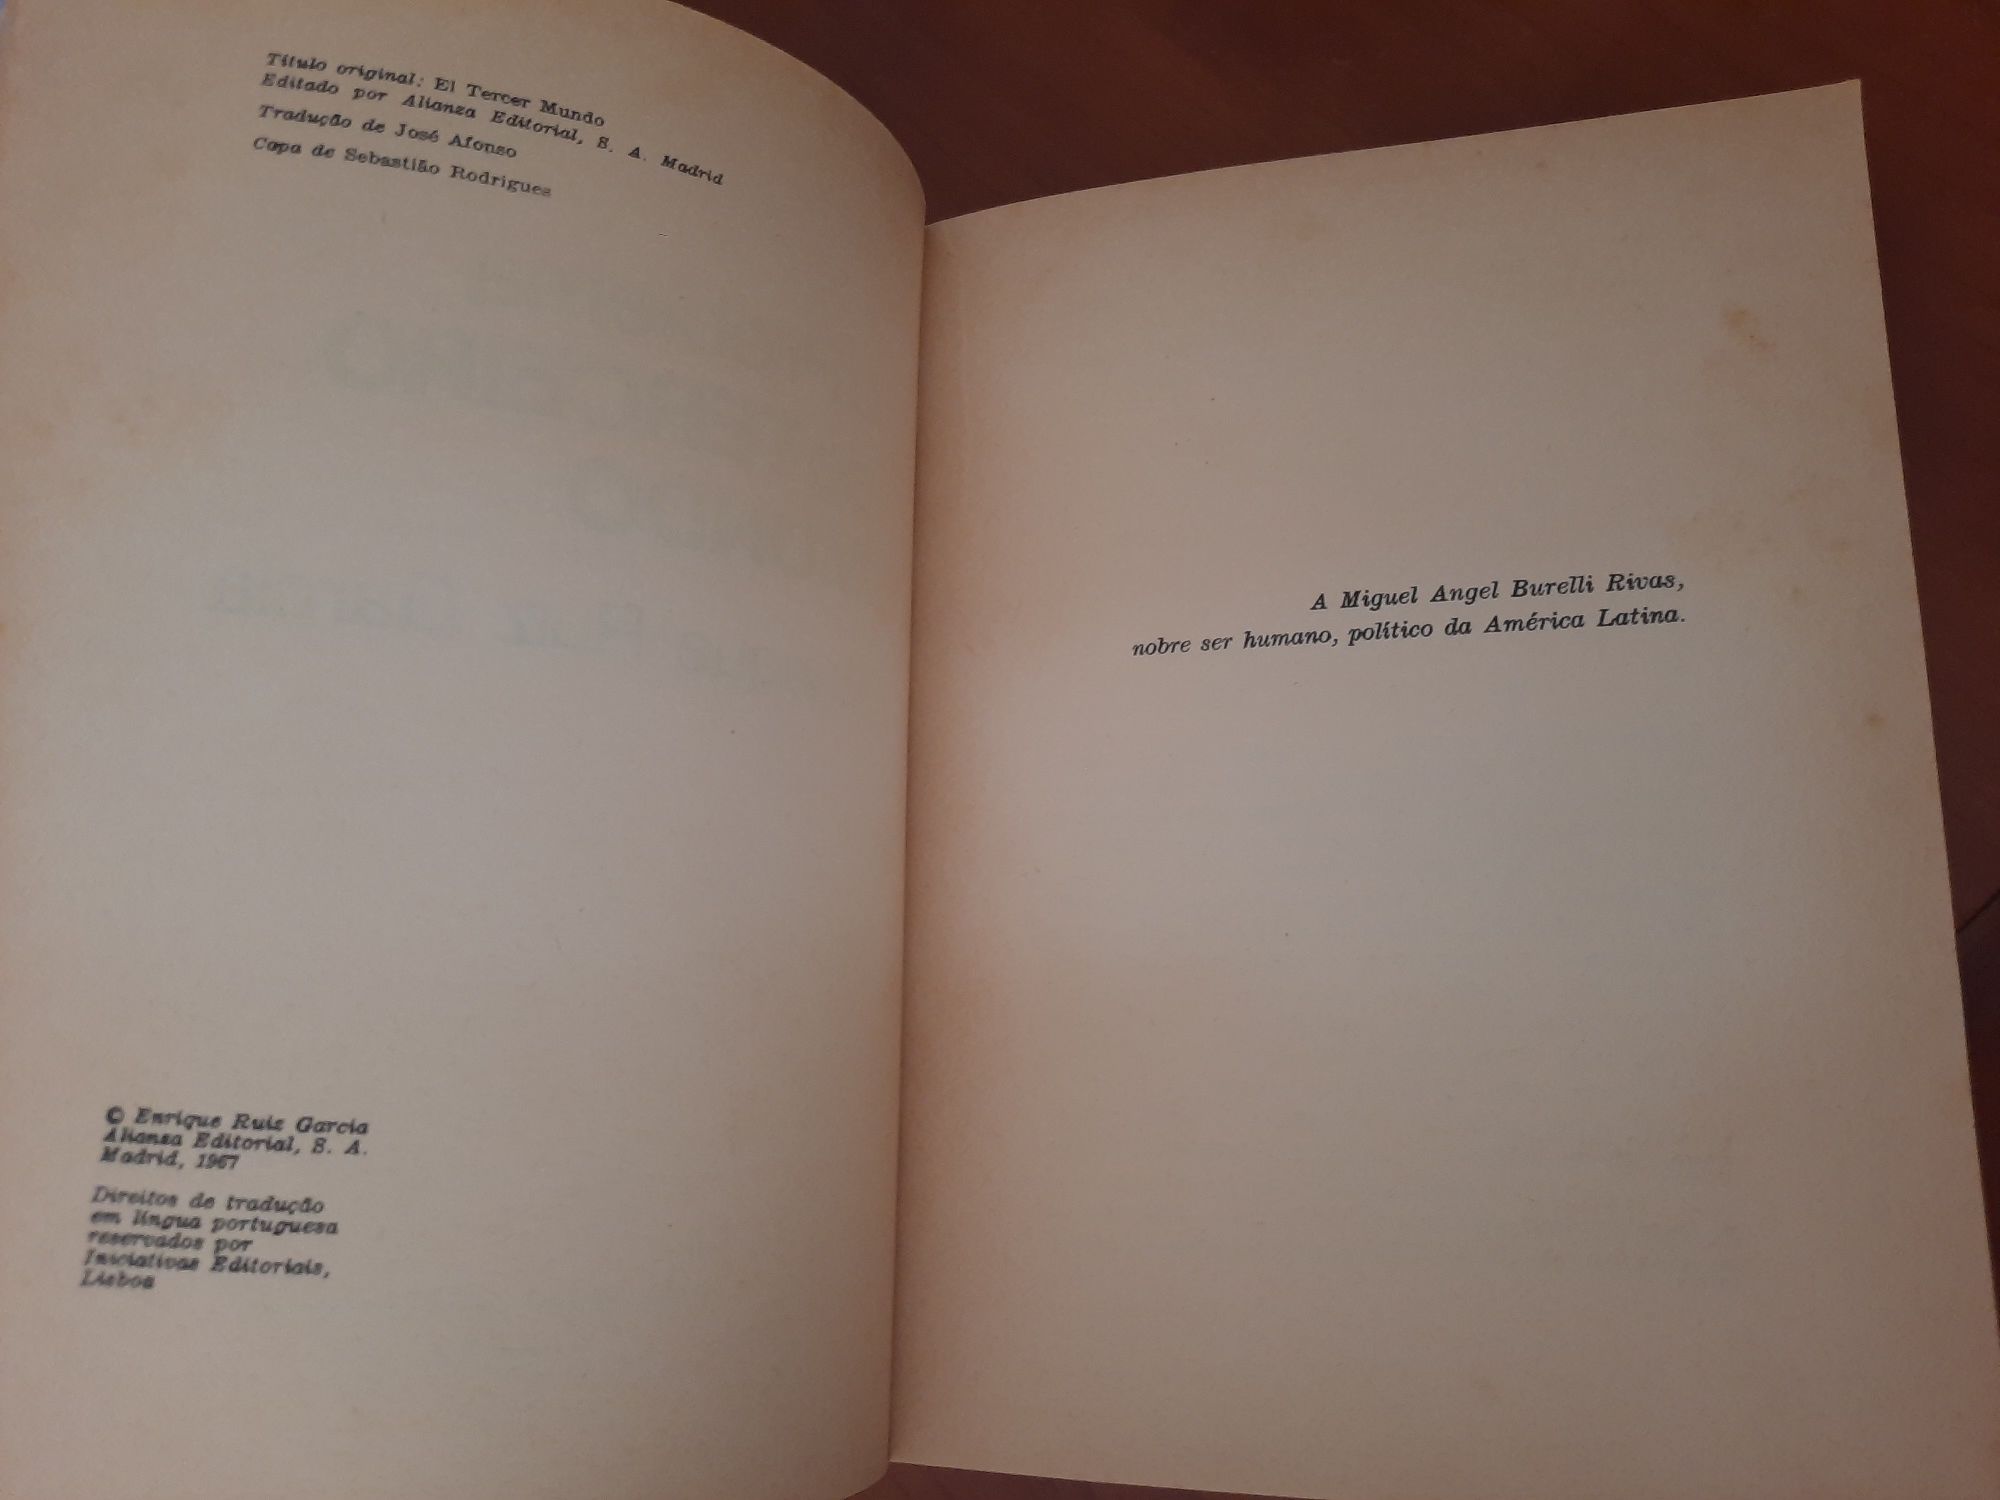 Título original: El Tercer Mundo
Editado por Alianza Editorial, S. A. Madrid
Tradução de José Afonso
Capa de Sebastião Rodrigues
© Enrique Ruiz Garcia
Alianza Editorial, S. A.
Madrid, 1967
Direitos de tradução
em língua portuguesa
reservados por
Iniciativas Editoriais,
Lisboa
A Miguel Angel Burelli Rivas,
nobre ser humano, político da América Latina.